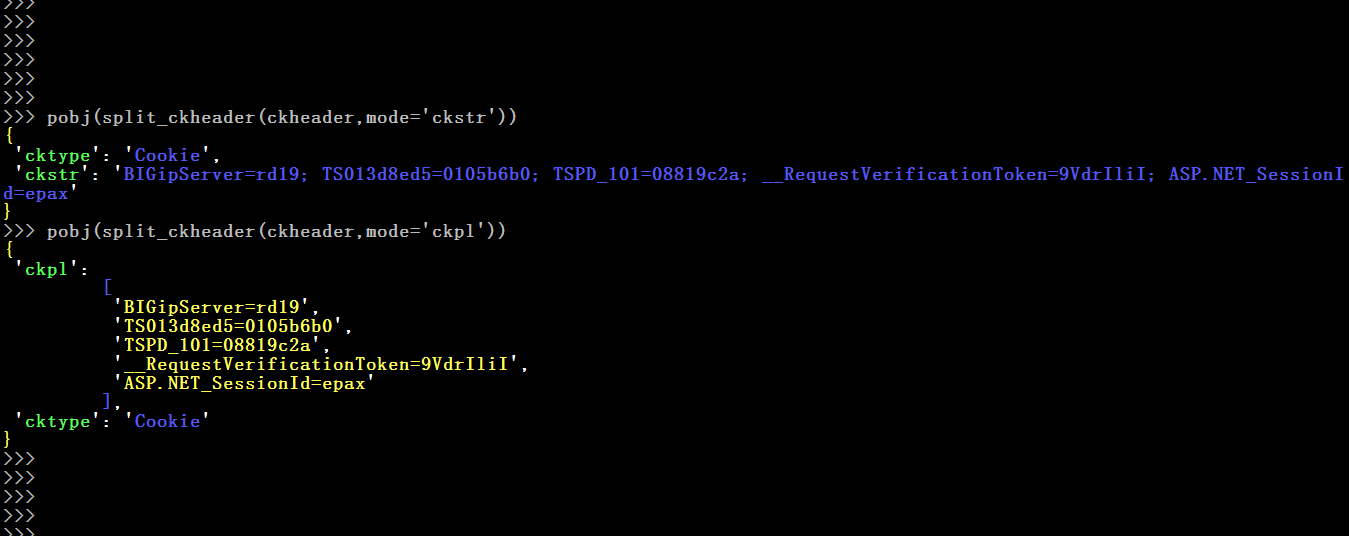 >>>
>>>
>>>
>>>
>>>
>>>
>>> pobj(split_ckheader(ckheader,mode='ckstr'))
{
 'cktype': 'Cookie',
 'ckstr': 'BIGipServer=rd19; TS013d8ed5=0105b6b0; TSPD_101=08819c2a; __RequestVerificationToken=9VdrIliI; ASP.NET_SessionI
d=epax'
}
>>> pobj(split_ckheader(ckheader,mode='ckpl'))
{
 'ckpl':
         [
          'BIGipServer=rd19',
          'TS013d8ed5=0105b6b0',
          'TSPD_101=08819c2a',
          '__RequestVerificationToken=9VdrIliI',
          'ASP.NET_SessionId=epax'
         ],
 'cktype': 'Cookie'
}
>>>
>>>
>>>
>>>
>>>